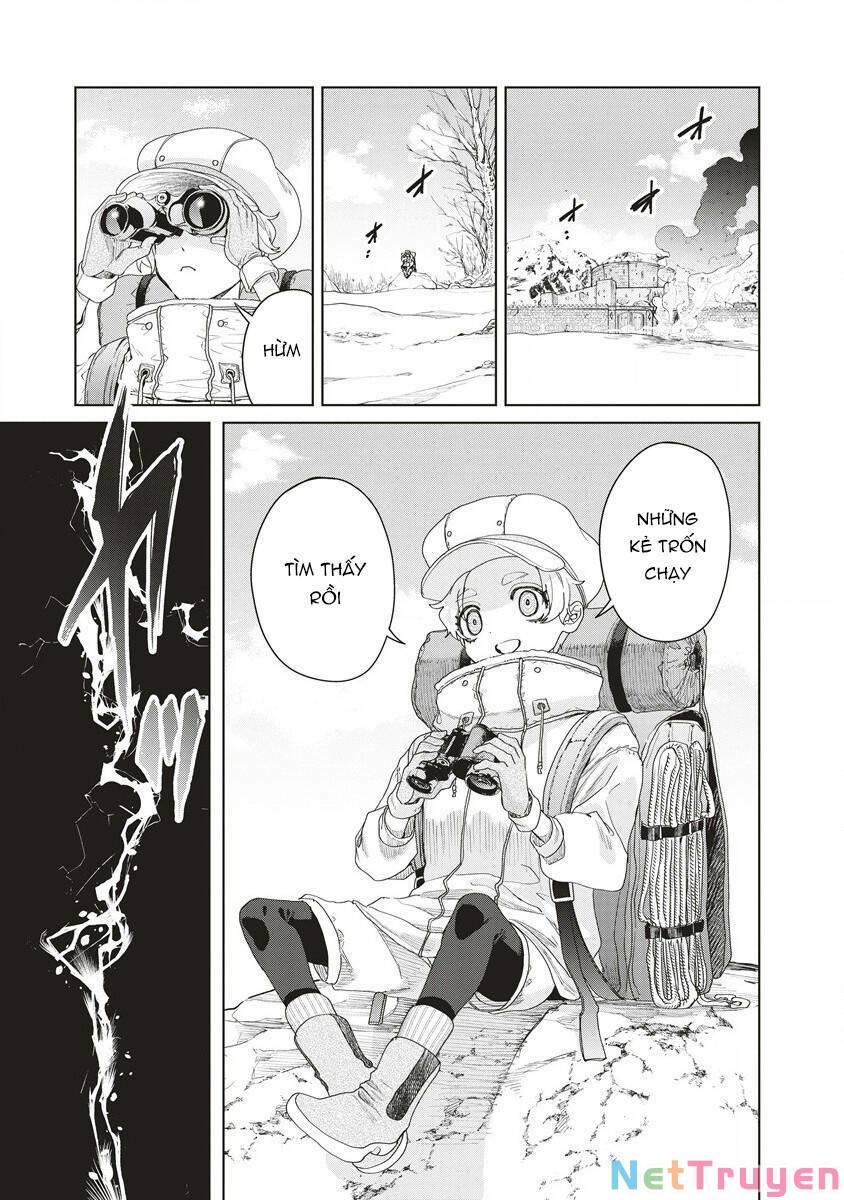 HỪM
NHỮNG
KẺ TRỐN
CHẠY
TÌM THẤY
RỒI
NetTruyen